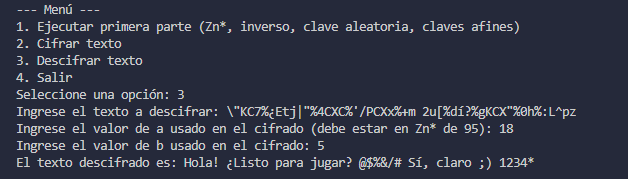 --- Menú ---
1. Ejecutar primera parte (Zn*, inverso, clave aleatoria, claves afines)
2. Cifrar texto
3. Descifrar texto
4. Salir
Seleccione una opción: 3
Ingrese el texto a descifrar: \"KC7%¿Etj|"%4CXC%'/PCXx%+m 2u[%dí?%gKCX"%0h%:L^pz
Ingrese el valor de a usado en el cifrado (debe estar en Zn* de 95): 18
Ingrese el valor de b usado en el cifrado: 5
El texto descifrado es: Hola! ¿Listo para jugar? @$%&/# Sí, claro ;) 1234*